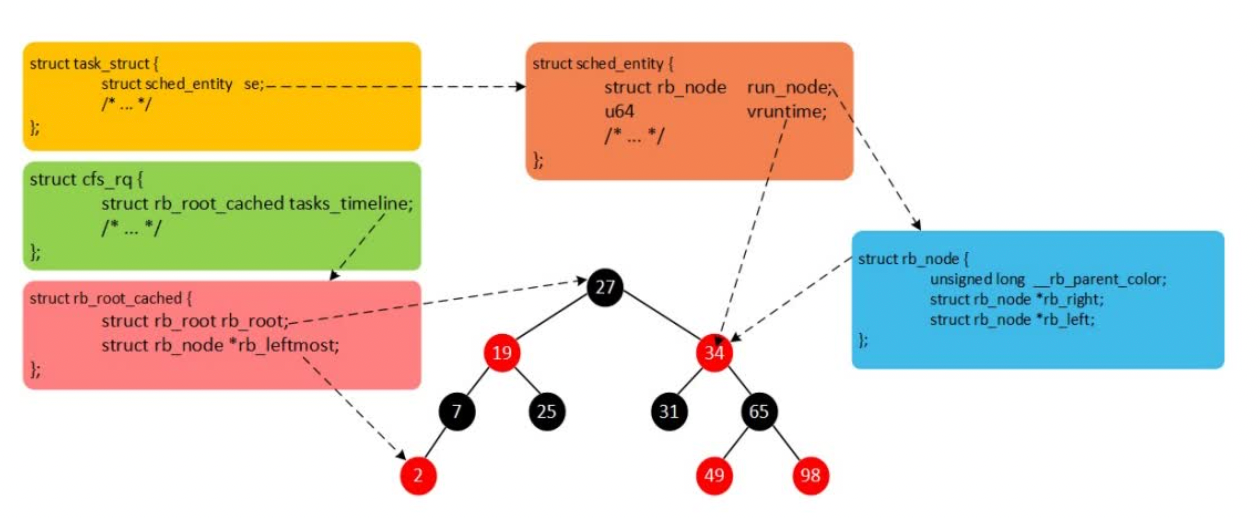 struct task_struct {
struct sched_entity se;
/* ... */
};
struct cfs_rq {
struct rb_root_cached tasks_timeline;
/* ... */
};
struct rb_root_cached {
struct rb_root rb_root;
struct rb_node *rb_leftmost;
};
struct sched_entity {
struct rb_node run_node;
u64 vruntime;
/* ... */
};
struct rb_node {
unsigned long __rb_parent_color;
struct rb_node *rb_right;
struct rb_node *rb_left;
};
27
19 34
7 25 31 65
2 49 98